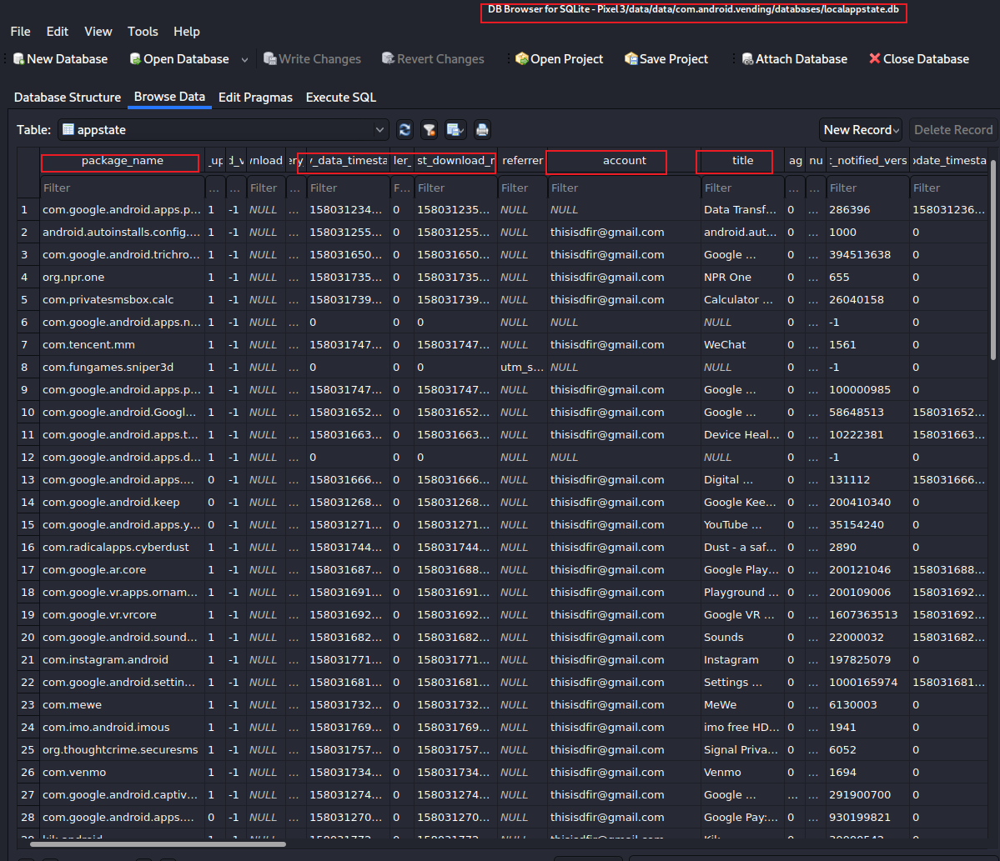 DB Browser for SQLite - Pixel 3/data/data/com.android.vending/databases/localappstate.db
File Edit View Tools Help
New Database Open Database Write Changes Revert Changes Open Project Save Project Attach Database Close Database
Database Structure Browse Data Edit Pragmas Execute SQL
Table: appstate New Record Delete Record
package_name _up d_v wnload ery v_data_timesta ler_ st_download_r referrer account title ag nu t_notified_vers pdate_timesta
Filter ... ... Filter ... Filter F... Filter Filter Filter Filter ... ... Filter Filter
1 com.google.android.apps.p... 1 -1 NULL ... 158031234... 0 158031235... NULL NULL Data Transf... 0 ... 286396 158031236...
2 android.autoinstalls.config.... 1 -1 NULL ... 158031255... 0 158031255... NULL thisisdfir@gmail.com android.aut... 0 ... 1000 0
3 com.google.android.trichro... 1 -1 NULL ... 158031650... 0 158031650... NULL thisisdfir@gmail.com Google ... 0 ... 394513638 0
4 org.npr.one 1 -1 NULL ... 158031735... 0 158031735... NULL thisisdfir@gmail.com NPR One 0 ... 655 0
5 com.privatesmsbox.calc 1 -1 NULL ... 158031739... 0 158031739... NULL thisisdfir@gmail.com Calculator ... 0 ... 26040158 0
6 com.google.android.apps.n... 1 -1 NULL ... 0 0 0 NULL NULL NULL 0 ... -1 0
7 com.tencent.mm 1 -1 NULL ... 158031747... 0 158031747... NULL thisisdfir@gmail.com WeChat 0 ... 1561 0
8 com.fungames.sniper3d 1 -1 NULL ... 0 0 0 utm_s... NULL NULL 0 ... -1 0
9 com.google.android.apps.p... 1 -1 NULL ... 158031747... 0 158031747... NULL thisisdfir@gmail.com Google ... 0 ... 100000985 0
10 com.google.android.Googl... 1 -1 NULL ... 158031652... 0 158031652... NULL thisisdfir@gmail.com Google ... 0 ... 58648513 158031652...
11 com.google.android.apps.t... 1 -1 NULL ... 158031663... 0 158031663... NULL thisisdfir@gmail.com Device Heal... 0 ... 10222381 158031663...
12 com.google.android.apps.d... 1 -1 NULL ... 0 0 0 NULL NULL NULL 0 ... -1 0
13 com.google.android.apps.... 0 -1 NULL ... 158031666... 0 158031666... NULL thisisdfir@gmail.com Digital ... 0 ... 131112 158031666...
14 com.google.android.keep 0 -1 NULL ... 158031268... 0 158031268... NULL thisisdfir@gmail.com Google Kee... 0 ... 200410340 0
15 com.google.android.apps.y... 0 -1 NULL ... 158031271... 0 158031271... NULL thisisdfir@gmail.com YouTube ... 0 ... 35154240 0
16 com.radicalapps.cyberdust 1 -1 NULL ... 158031744... 0 158031744... NULL thisisdfir@gmail.com Dust - a saf... 0 ... 2890 0
17 com.google.ar.core 1 -1 NULL ... 158031687... 0 158031688... NULL thisisdfir@gmail.com Google Play... 0 ... 200121046 158031688...
18 com.google.vr.apps.ornam... 1 -1 NULL ... 158031691... 0 158031691... NULL thisisdfir@gmail.com Playground ... 0 ... 200109006 158031692...
19 com.google.vr.vrcore 1 -1 NULL ... 158031692... 0 158031692... NULL thisisdfir@gmail.com Google VR ... 0 ... 1607363513 158031692...
20 com.google.android.sound... 1 -1 NULL ... 158031682... 0 158031682... NULL thisisdfir@gmail.com Sounds 0 ... 22000032 158031682...
21 com.instagram.android 1 -1 NULL ... 158031771... 0 158031771... NULL thisisdfir@gmail.com Instagram 0 ... 197825079 0
22 com.google.android.settin... 1 -1 NULL ... 158031681... 0 158031681... NULL thisisdfir@gmail.com Settings ... 0 ... 1000165974 158031681...
23 com.mewe 1 -1 NULL ... 158031732... 0 158031732... NULL thisisdfir@gmail.com MeWe 0 ... 6130003 0
24 com.imo.android.imous 1 -1 NULL ... 158031769... 0 158031769... NULL thisisdfir@gmail.com imo free HD... 0 ... 1941 0
25 org.thoughtcrime.securesms 1 -1 NULL ... 158031757... 0 158031757... NULL thisisdfir@gmail.com Signal Priva... 0 ... 6052 0
26 com.venmo 1 -1 NULL ... 158031734... 0 158031734... NULL thisisdfir@gmail.com Venmo 0 ... 1694 0
27 com.google.android.captiv... 1 -1 NULL ... 158031274... 0 158031274... NULL thisisdfir@gmail.com Google ... ... ... 291900700 0
28 com.google.android.apps.... 0 -1 NULL ... 158031270... 0 158031270... NULL thisisdfir@gmail.com Google Pay:... 0 ... 930199821 0